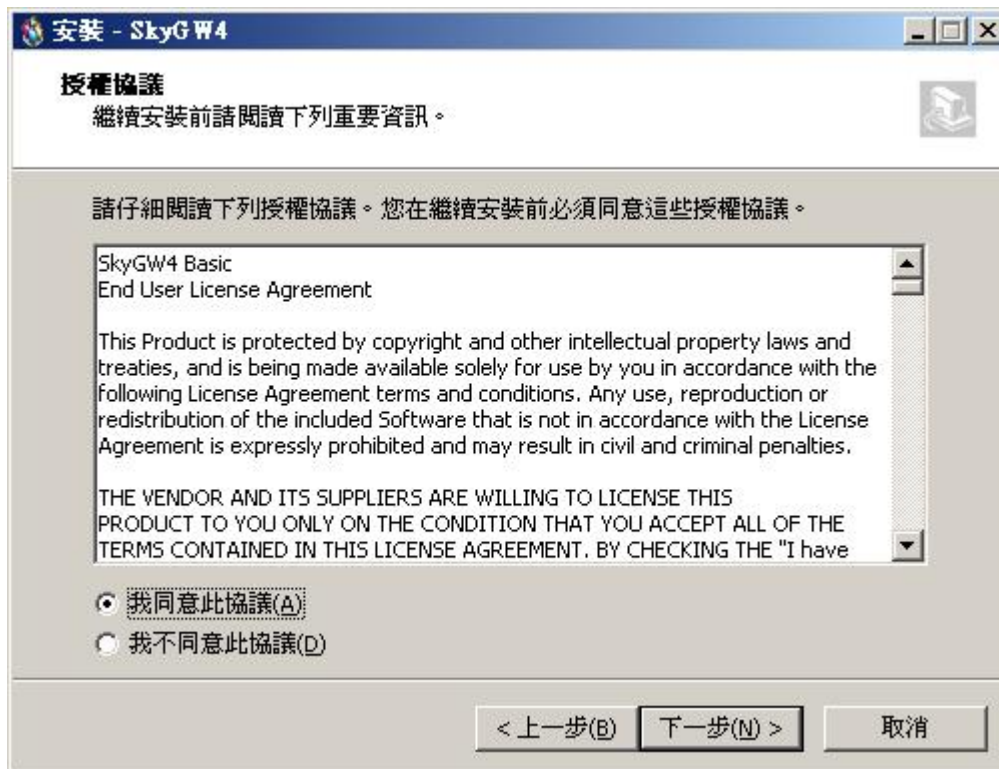 安裝 - SkyGW4
授權協議
繼續安裝前請閱讀下列重要資訊。
請仔細閱讀下列授權協議。您在繼續安裝前必須同意這些授權協議。
SkyGW4 Basic
End User License Agreement
This Product is protected by copyright and other intellectual property laws and
treaties, and is being made available solely for use by you in accordance with the
following License Agreement terms and conditions. Any use, reproduction or
redistribution of the included Software that is not in accordance with the License
Agreement is expressly prohibited and may result in civil and criminal penalties.
THE VENDOR AND ITS SUPPLIERS ARE WILLING TO LICENSE THIS
PRODUCT TO YOU ONLY ON THE CONDITION THAT YOU ACCEPT ALL OF THE
TERMS CONTAINED IN THIS LICENSE AGREEMENT. BY CHECKING THE "I have
我同意此協議(A)
我不同意此協議(D)
< 上一步(B) 下一步(N) > 取消